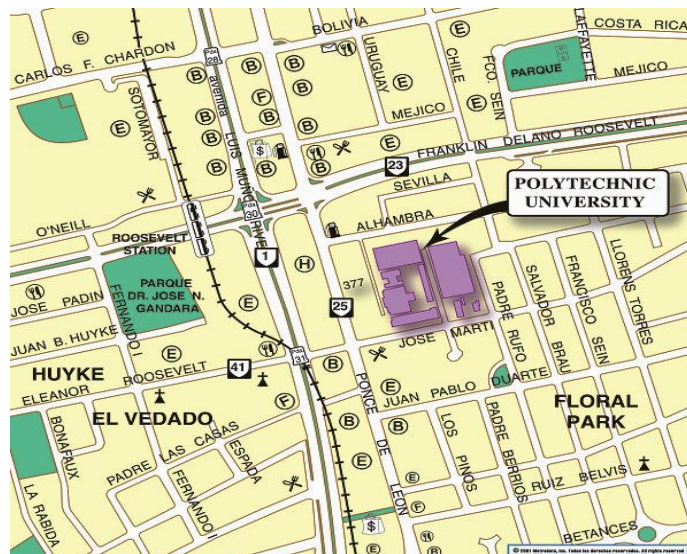 BOLIVIA
COSTA RICA
LAFAYETTE
CARLOS F. CHARDON
Pda
28
URUGUAY
CHILE
FCO. SEIN
PARQUE
MEJICO
SOTOMAYOR
avenida
LUIS MUÑOZ RIVERA
MEJICO
FRANKLIN DELANO ROOSEVELT
23
SEVILLA
POLYTECHNIC
UNIVERSITY
O'NEILL
Pda
30
ALHAMBRA
ROOSEVELT
STATION
1
H
PARQUE
DR. JOSE N.
GANDARA
JOSE PADIN
FERNANDO I
377
25
PADRE RUFO
SALVADOR BRAU
FRANCISCO SEIN
LLORENS TORRES
JUAN B. HUYKE
JOSE MARTI
Pda
31
HUYKE
ELEANOR ROOSEVELT
41
JUAN PABLO DUARTE
FLORAL
PARK
EL VEDADO
BONAFAUX
PADRE LAS CASAS
FERNANDO I
ESPADA
PONCE DE LEON
LOS PINOS
PADRE BERRIOS
RUIZ BELVIS
LA RABIDA
BETANCES